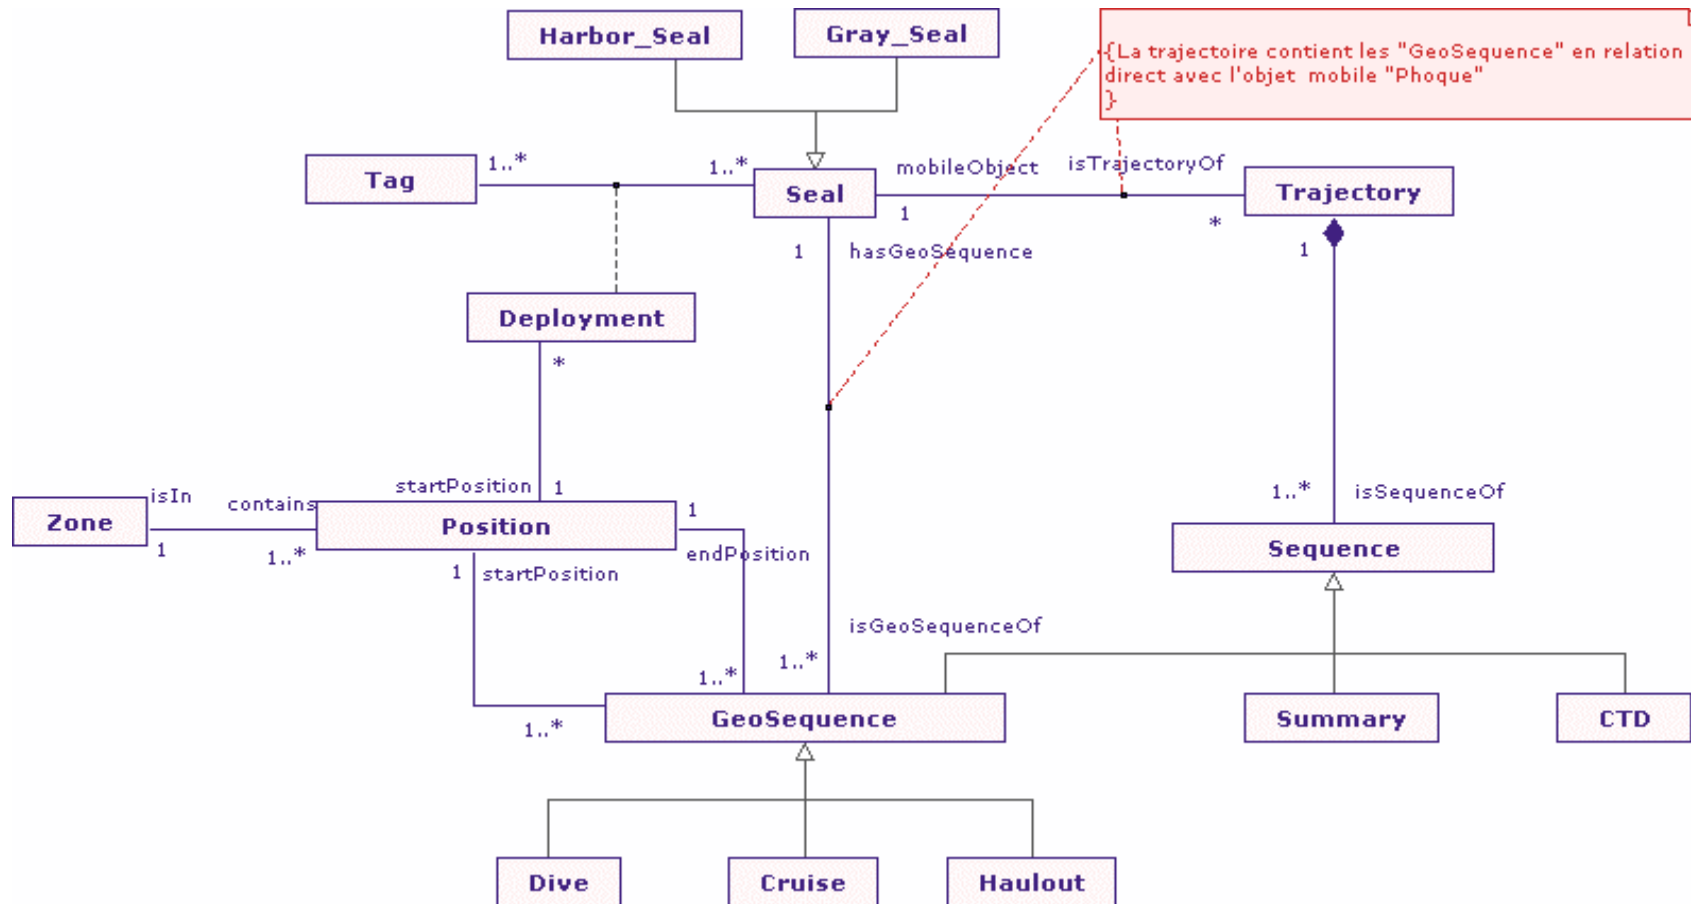 Harbor_Seal
Gray_Seal
{La trajectoire contient les "GeoSequence" en relation
direct avec l'objet mobile "Phoque"
}
Tag
1..*
1..*
Seal
mobileObject
isTrajectoryOf
Trajectory
1
*
1
hasGeoSequence
1
Deployment
*
startPosition
1
Zone
isIn
contains
1
1..*
Position
1
endPosition
1
startPosition
1..*
isSequenceOf
Sequence
isGeoSequenceOf
1..*
1..*
1..*
GeoSequence
Summary
CTD
Dive
Cruise
Haulout